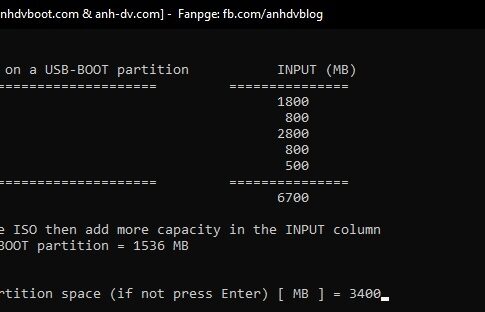 nhdvboot.com & anh-dv.com] - Fanpge: fb.com/anhdvblog
on a USB-BOOT partition INPUT (MB)
==================== ===============
1800
800
2800
800
500
==================== ===============
6700
e ISO then add more capacity in the INPUT column
BOOT partition = 1536 MB
rtition space (if not press Enter) [ MB ] = 3400